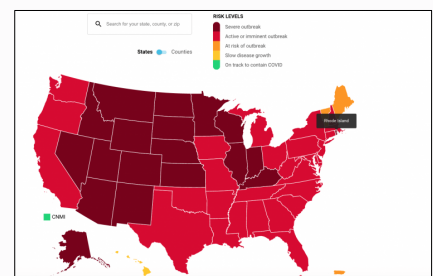 Search for your state, county, or zip
States
Counties
RISK LEVELS
Severe outbreak
Active or imminent outbreak
At risk of outbreak
Slow disease growth
On track to contain COVID
Rhode Island
CNMI